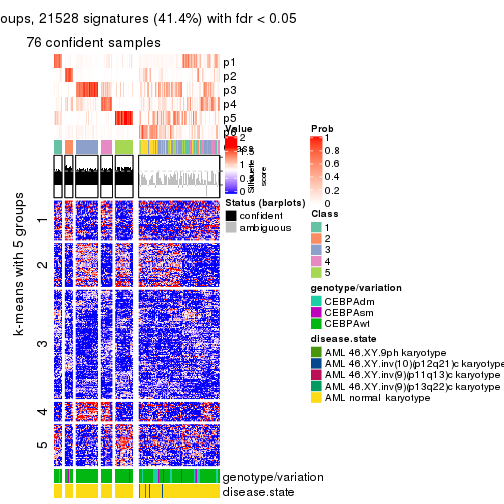 oups, 21528 signatures (41.4%) with fdr < 0.05
76 confident samples
p1
p2
p3
p4
p5
p6
Value
2
1.5
1
0.5
0
Class
Silhouette
score
Status (barplots)
confident
ambiguous
Prob
1
0.8
0.6
0.4
0.2
0
Class
1
2
3
4
5
genotype/variation
CEBPAdm
CEBPAsm
CEBPAwt
disease.state
AML 46.XY.9ph karyotype
AML 46.XY.inv(10)(p12q21)c karyotype
AML 46.XY.inv(9)(p11q13)c karyotype
AML 46.XY.inv(9)(p13q22)c karyotype
AML normal karyotype
k-means with 5 groups
1
2
3
4
5
genotype/variation
disease.state